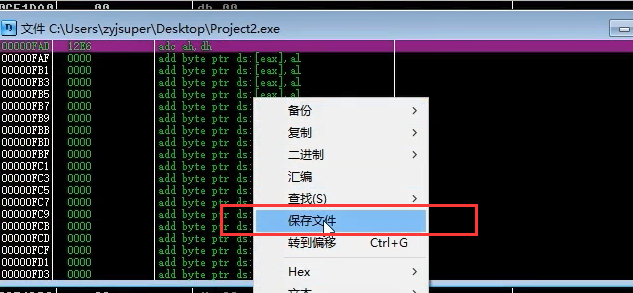 00 db 00
文件 C:\Users\zyjsuper\Desktop\Project2.exe
00000FAD 12E6 adc ah,dh
00000FAF 0000 add byte ptr ds:[eax],al
00000FB1 0000 add byte ptr ds:[eax],al
00000FB3 0000 add byte ptr ds:[eax],al
00000FB5 0000 add byte ptr ds:[eax],al
00000FB7 0000 add byte ptr ds:
00000FB9 0000 add byte ptr ds:
00000FBB 0000 add byte ptr ds:
00000FBD 0000 add byte ptr ds:
00000FBF 0000 add byte ptr ds:
00000FC1 0000 add byte ptr ds:
00000FC3 0000 add byte ptr ds:
00000FC5 0000 add byte ptr ds:
00000FC7 0000 add byte ptr ds:
00000FC9 0000 add byte ptr ds:
00000FCB 0000 add byte ptr ds:
00000FCD 0000 add byte ptr ds:
00000FCF 0000 add byte ptr ds:
00000FD1 0000 add byte ptr ds:
00000FD3 0000 add byte ptr ds:
备份
复制
二进制
汇编
查找(S)
保存文件
转到偏移 Ctrl+G
Hex